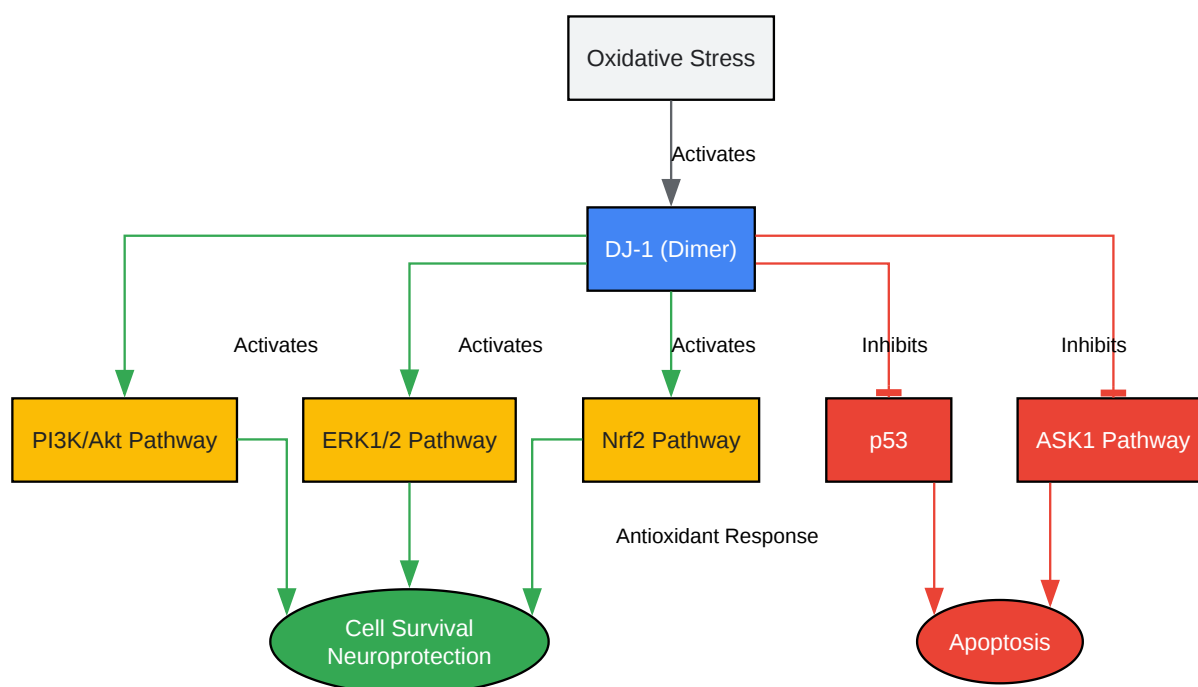 Oxidative Stress
Activates
DJ-1 (Dimer)
Activates
Activates
Activates
Inhibits
Inhibits
PI3K/Akt Pathway
ERK1/2 Pathway
Nrf2 Pathway
p53
ASK1 Pathway
Antioxidant Response
Cell Survival
Neuroprotection
Apoptosis